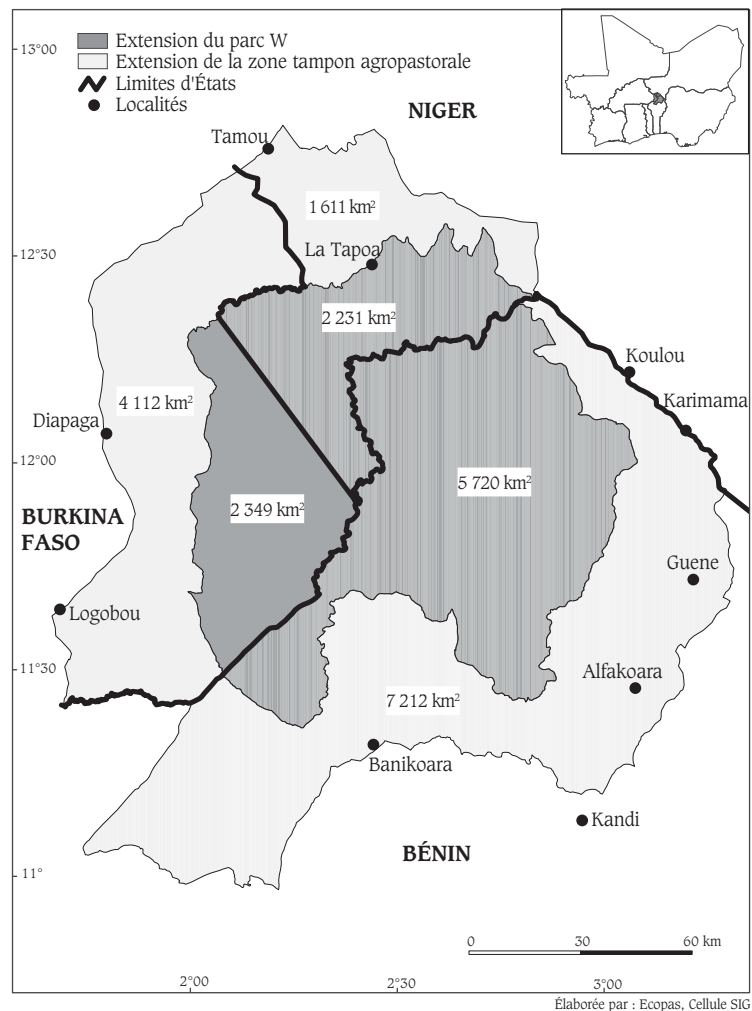 13°00
Extension du parc W
Extension de la zone tampon agropastorale
Limites d'États
Localités
NIGER
Tamou
1 611 km²
12°30
La Tapoa
2 231 km²
Koulou
Karimama
4 112 km²
Diapaga
12°00
5 720 km²
2 349 km²
BURKINA
FASO
Guene
Logobou
11°30
Alfakoara
7 212 km²
Banikoara
Kandi
BÉNIN
11°
0 30 60 km
2°00 2°30 3°00
Élaborée par : Ecopas, Cellule SIG